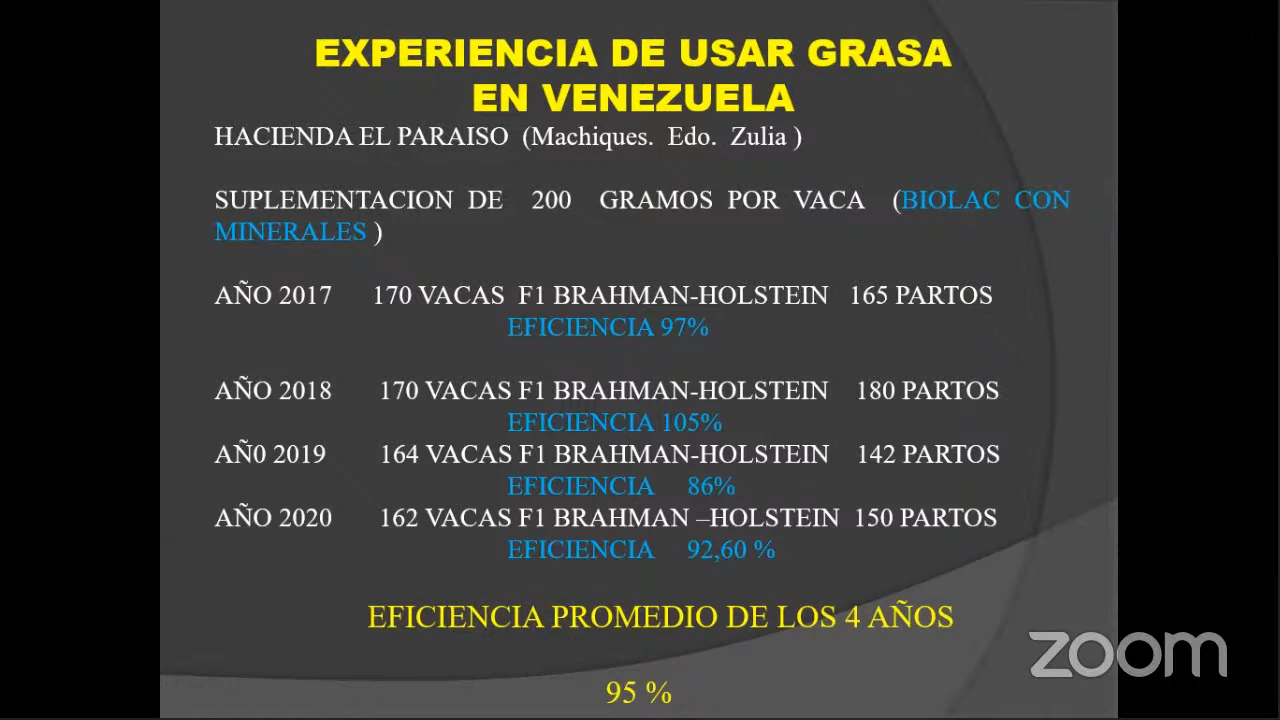 EXPERIENCIA DE USAR GRASA
EN VENEZUELA
HACIENDA EL PARAISO (Machiques. Edo. Zulia )
SUPLEMENTACION DE 200 GRAMOS POR VACA (BIOLAC CON
MINERALES )
AÑO 2017 170 VACAS F1 BRAHMAN-HOLSTEIN 165 PARTOS
EFICIENCIA 97%
AÑO 2018 170 VACAS F1 BRAHMAN-HOLSTEIN 180 PARTOS
EFICIENCIA 105%
AÑ0 2019 164 VACAS F1 BRAHMAN-HOLSTEIN 142 PARTOS
EFICIENCIA 86%
AÑO 2020 162 VACAS F1 BRAHMAN –HOLSTEIN 150 PARTOS
EFICIENCIA 92,60 %
EFICIENCIA PROMEDIO DE LOS 4 AÑOS
zoom
95 %